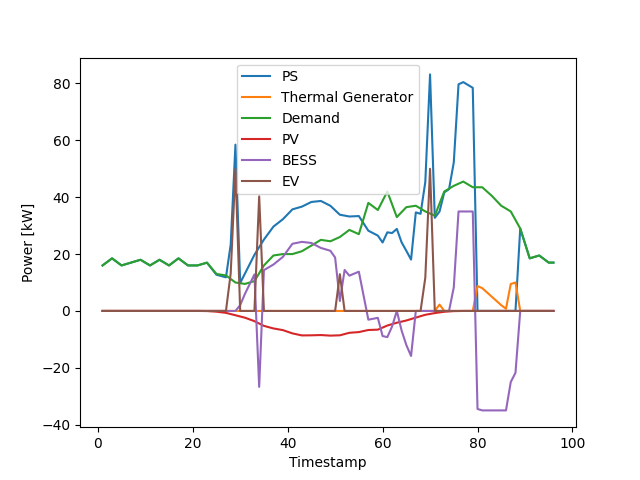 PS
Thermal Generator
Demand
PV
BESS
EV
80
60
40
20
0
−20
−40
Power [kW]
0 20 40 60 80 100
Timestamp